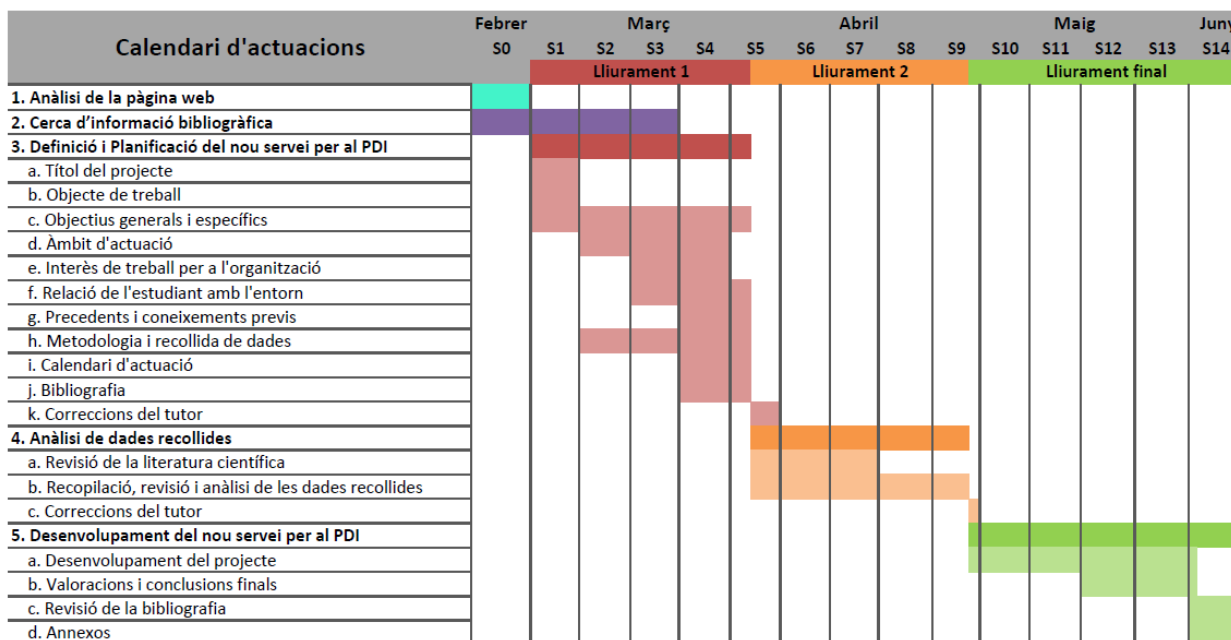 Febrer Març Abril Maig Juny
Calendari d'actuacions S0 S1 S2 S3 S4 S5 S6 S7 S8 S9 S10 S11 S12 S13 S14
Lliurament 1 Lliurament 2 Lliurament final
1. Anàlisi de la pàgina web
2. Cerca d’informació bibliogràfica
3. Definició i Planificació del nou servei per al PDI
a. Títol del projecte
b. Objecte de treball
c. Objectius generals i específics
d. Àmbit d'actuació
e. Interès de treball per a l'organització
f. Relació de l'estudiant amb l'entorn
g. Precedents i coneixements previs
h. Metodologia i recollida de dades
i. Calendari d'actuació
j. Bibliografia
k. Correccions del tutor
4. Anàlisi de dades recollides
a. Revisió de la literatura científica
b. Recopilació, revisió i anàlisi de les dades recollides
c. Correccions del tutor
5. Desenvolupament del nou servei per al PDI
a. Desenvolupament del projecte
b. Valoracions i conclusions finals
c. Revisió de la bibliografia
d. Annexos